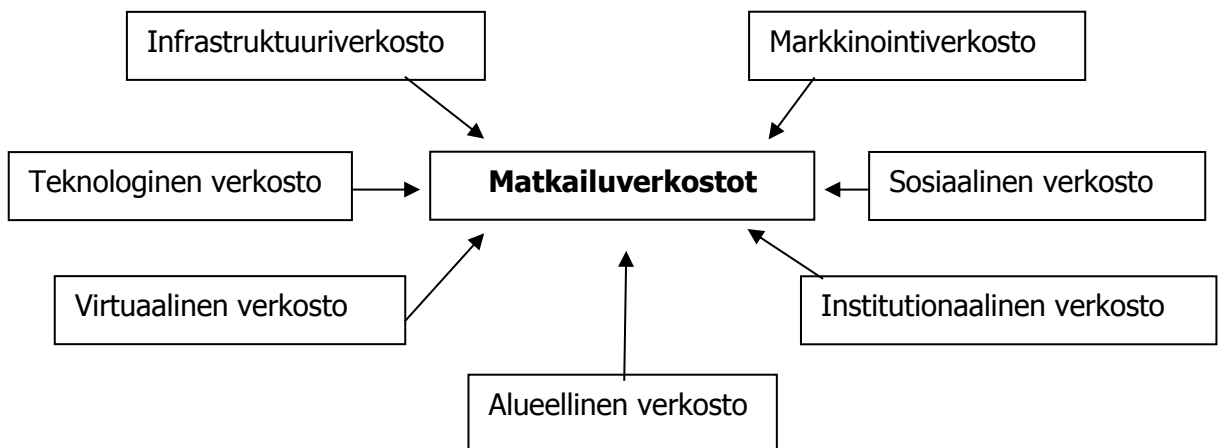 Infrastruktuuriverkosto
Markkinointiverkosto
Teknologinen verkosto
Matkailuverkostot
Sosiaalinen verkosto
Virtuaalinen verkosto
Institutionaalinen verkosto
Alueellinen verkosto